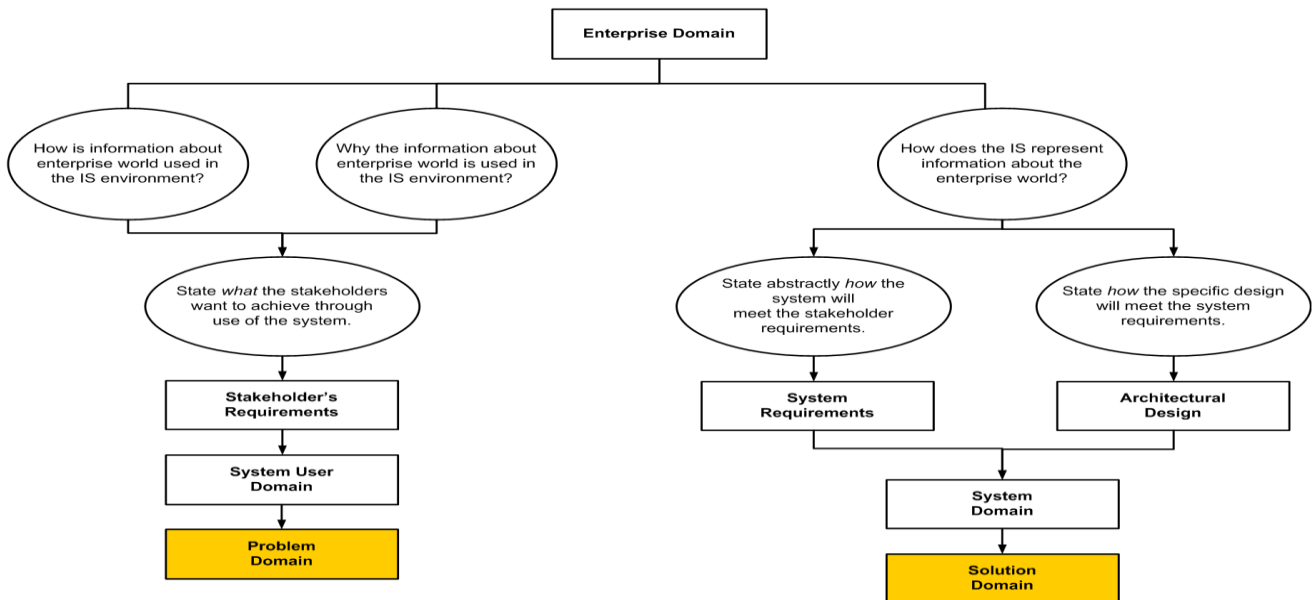 Enterprise Domain
How is information about
enterprise world used in
the IS environment?
Why the information about
enterprise world is used in
the IS environment?
How does the IS represent
information about the
enterprise world?
State what the stakeholders
want to achieve through
use of the system.
State abstractly how the
system will
meet the stakeholder
requirements.
State how the specific design
will meet the system
requirements.
Stakeholder’s
Requirements
System
Requirements
Architectural
Design
System User
Domain
System
Domain
Problem
Domain
Solution
Domain